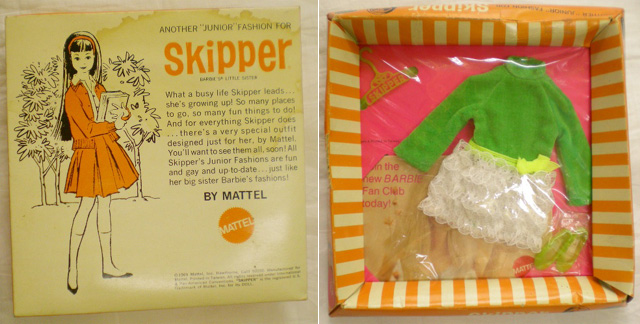 ANOTHER "JUNIOR" FASHION FOR
Skipper
BARBIE'S® LITTLE SISTER
What a busy life Skipper leads...
she's growing up! So many places
to go, so many fun things to do!
And for everything Skipper does
...there's a very special outfit
designed just for her, by Mattel.
You'll want to see them all, soon! All
Skipper's Junior Fashions are fun
and gay and up-to-date...just like
her big sister Barbie's fashions!
BY MATTEL
MATTEL
Skipper
SKIPPER
in the
new BARBIE
Fan Club
today!
MATTEL